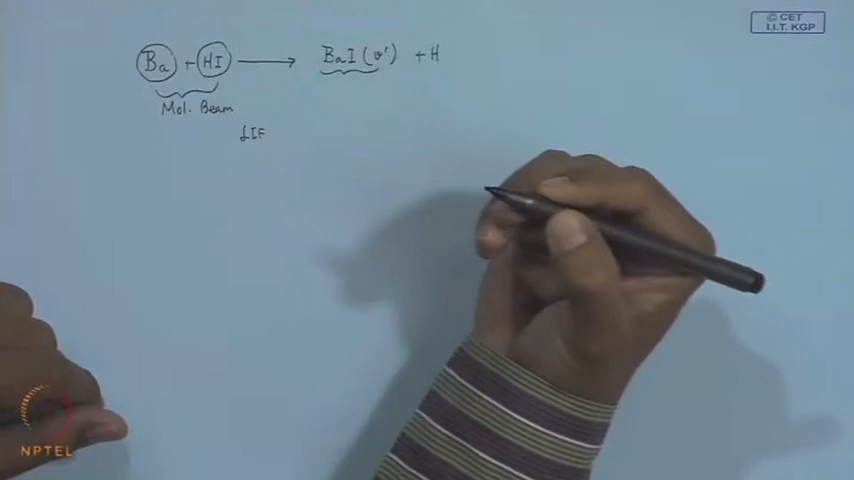 © CET
I.I.T. KGP
Ba + HI → BaI (v') + H
Mol. Beam
LIF
NPTEL